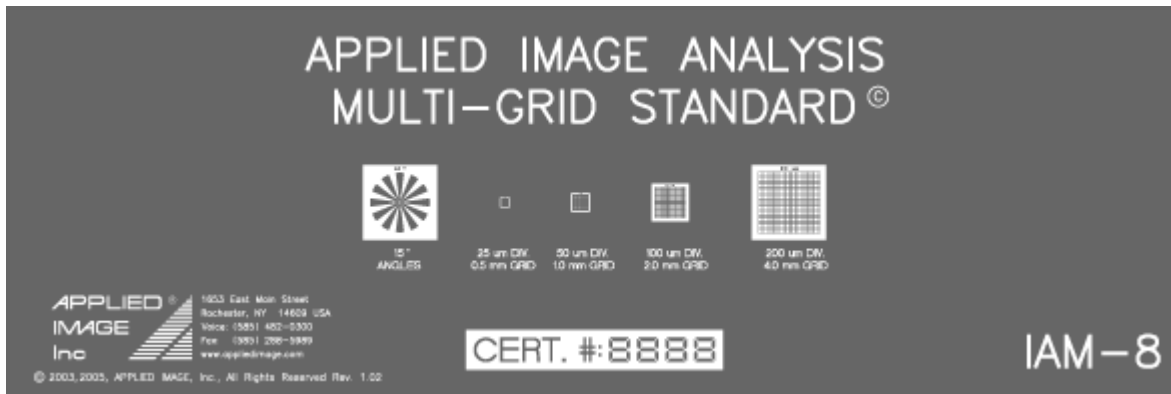 APPLIED IMAGE ANALYSIS
MULTI-GRID STANDARD ©
15°
ANGLES
25 um DIV.
0.5 mm GRID
50 um DIV.
1.0 mm GRID
100 um DIV.
2.0 mm GRID
200 um DIV.
4.0 mm GRID
APPLIED ®
IMAGE
Inc
1653 East Main Street
Rochester, NY 14609 USA
Voice: (585) 482-0300
Fax (585) 288-5989
www.appliedimage.com
© 2003,2005, APPLIED IMAGE, Inc., All Rights Reserved Rev. 1.02
CERT. #:8888
IAM-8